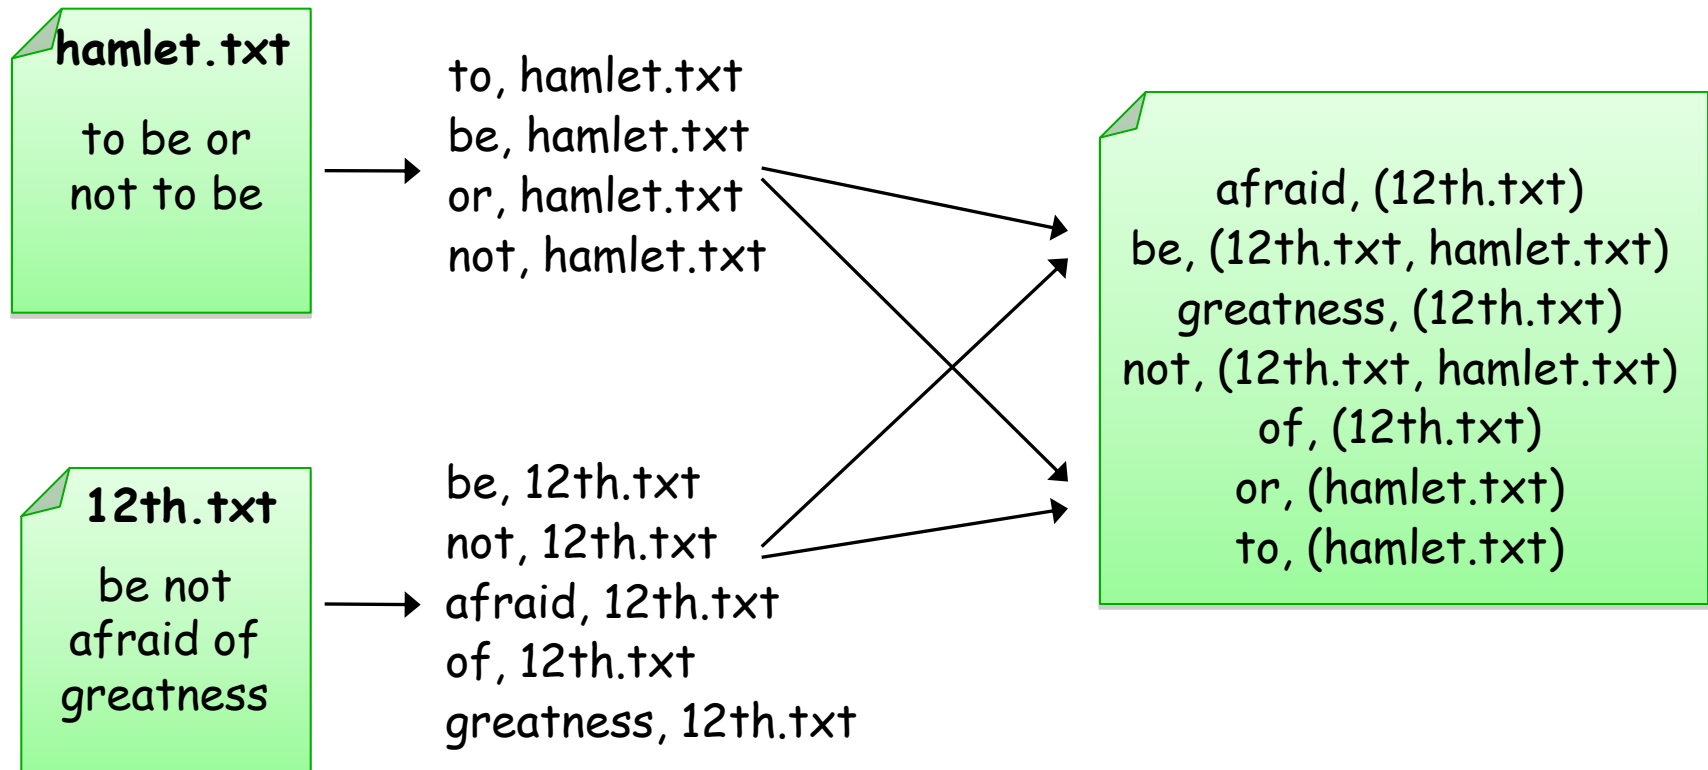 hamlet.txt
to be or
not to be
to, hamlet.txt
be, hamlet.txt
or, hamlet.txt
not, hamlet.txt
12th.txt
be not
afraid of
greatness
be, 12th.txt
not, 12th.txt
afraid, 12th.txt
of, 12th.txt
greatness, 12th.txt
afraid, (12th.txt)
be, (12th.txt, hamlet.txt)
greatness, (12th.txt)
not, (12th.txt, hamlet.txt)
of, (12th.txt)
or, (hamlet.txt)
to, (hamlet.txt)